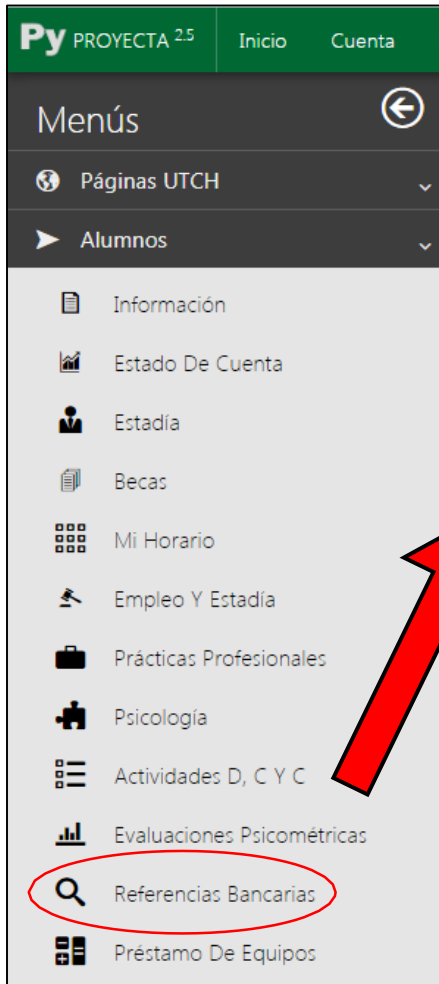 Py PROYECTA 2.5 Inicio Cuenta
Menús
Páginas UTCH
Alumnos
Información
Estado De Cuenta
Estadía
Becas
Mi Horario
Empleo Y Estadía
Prácticas Profesionales
Psicología
Actividades D, C Y C
Evaluaciones Psicométricas
Referencias Bancarias
Préstamo De Equipos